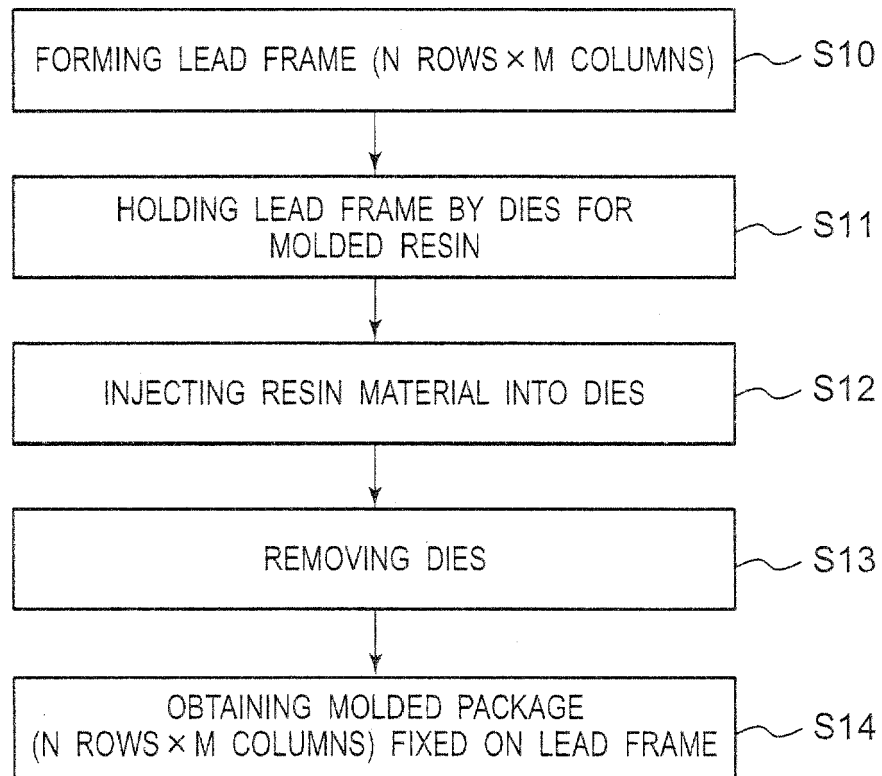 FORMING LEAD FRAME (N ROWS × M COLUMNS)
S10
HOLDING LEAD FRAME BY DIES FOR
MOLDED RESIN
S11
INJECTING RESIN MATERIAL INTO DIES
S12
REMOVING DIES
S13
OBTAINING MOLDED PACKAGE
(N ROWS × M COLUMNS) FIXED ON LEAD FRAME
S14